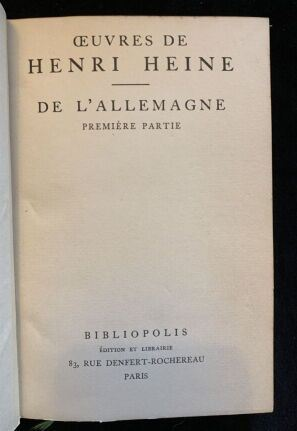 ŒUVRES DE
HENRI HEINE
DE L'ALLEMAGNE
PREMIÈRE PARTIE
BIBLIOPOLIS
ÉDITION ET LIBRAIRIE
83, RUE DENFERT-ROCHEREAU
PARIS